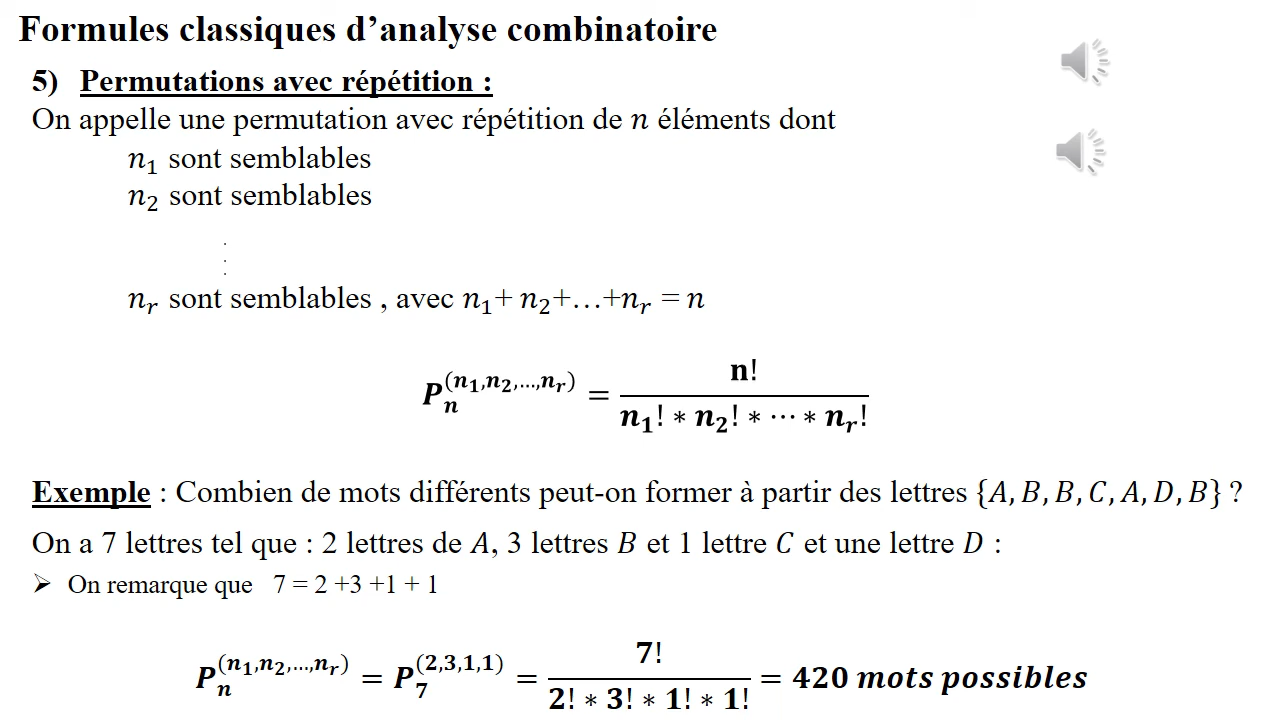 Formules classiques d’analyse combinatoire
5) Permutations avec répétition :
On appelle une permutation avec répétition de n éléments dont
n₁ sont semblables
n₂ sont semblables
.
.
.
nᵣ sont semblables , avec n₁+ n₂+…+nᵣ = n
Pₙ^(n₁,n₂,…,nᵣ) = n! / (n₁! * n₂! * ⋯ * nᵣ!)
Exemple : Combien de mots différents peut-on former à partir des lettres {A, B, B, C, A, D, B} ?
On a 7 lettres tel que : 2 lettres de A, 3 lettres B et 1 lettre C et une lettre D :
➢ On remarque que 7 = 2 +3 +1 + 1
Pₙ^(n₁,n₂,…,nᵣ) = P₇^(2,3,1,1) = 7! / (2! * 3! * 1! * 1!) = 420 mots possibles